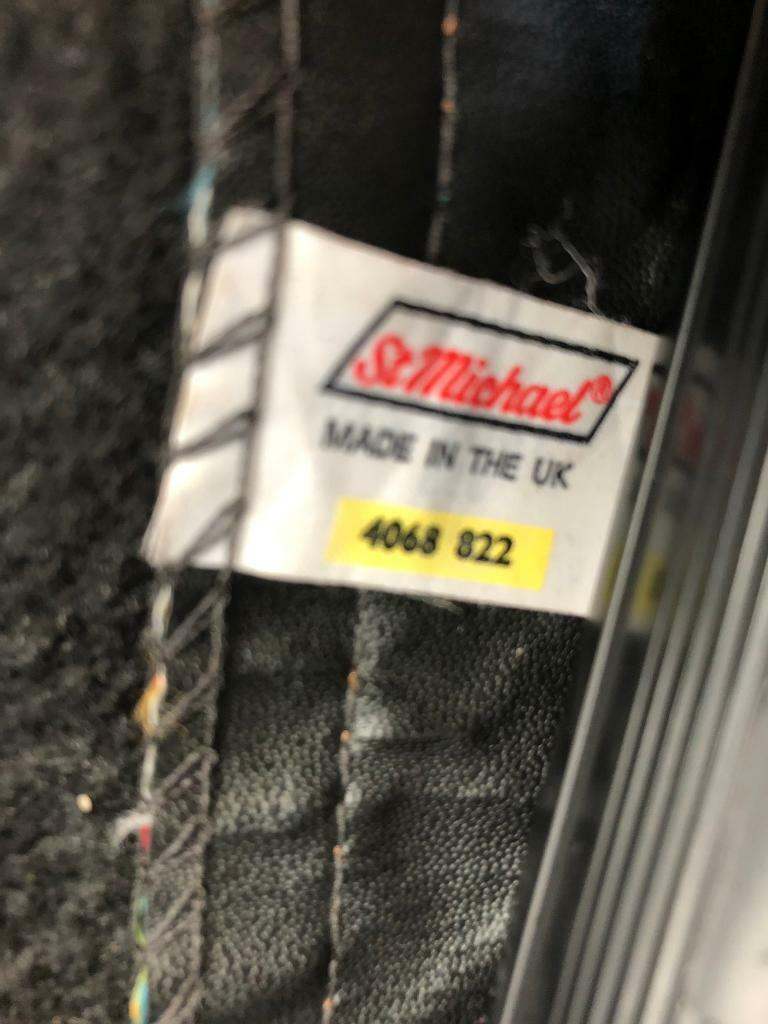 St Michael®
MADE IN THE UK
4068 822